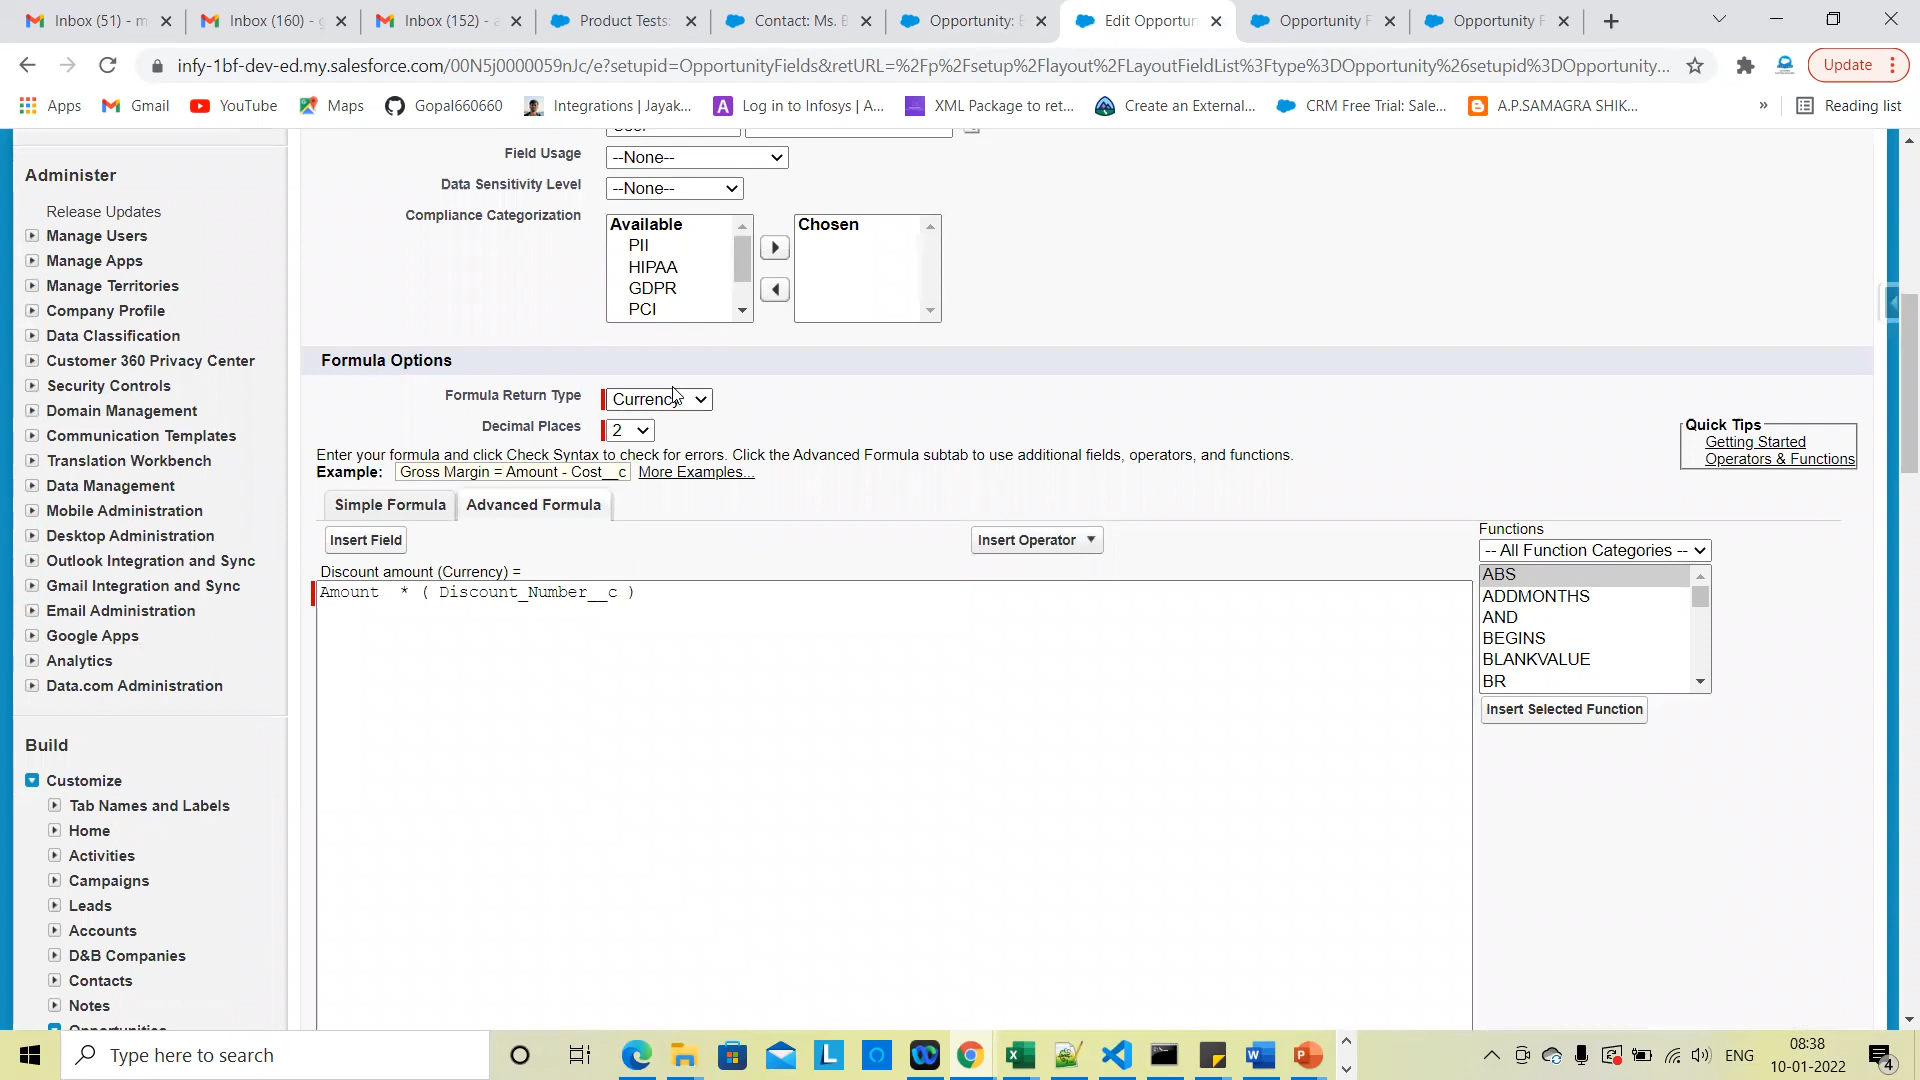 Inbox (51) - m
Inbox (160) - g
Inbox (152) - a
Product Tests:
Contact: Ms. B
Opportunity: E
Edit Opportun
Opportunity F
Opportunity F
infy-1bf-dev-ed.my.salesforce.com/00N5j0000059nJc/e?setupid=OpportunityFields&retURL=%2Fp%2Fsetup%2Flayout%2FLayoutFieldList%3Ftype%3DOpportunity%26setupid%3DOpportunity...
Update
Apps
Gmail
YouTube
Maps
Gopal660060
Integrations | Jayak...
Log in to Infosys | A...
XML Package to ret...
Create an External...
CRM Free Trial: Sale...
A.P.SAMAGRA SHIK...
»
Reading list
Administer
Release Updates
Manage Users
Manage Apps
Manage Territories
Company Profile
Data Classification
Customer 360 Privacy Center
Security Controls
Domain Management
Communication Templates
Translation Workbench
Data Management
Mobile Administration
Desktop Administration
Outlook Integration and Sync
Gmail Integration and Sync
Email Administration
Google Apps
Analytics
Data.com Administration
Build
Customize
Tab Names and Labels
Home
Activities
Campaigns
Leads
Accounts
D&B Companies
Contacts
Notes
Opportunities
Field Usage --None--
Data Sensitivity Level --None--
Compliance Categorization
Available
PII
HIPAA
GDPR
PCI
Chosen
Formula Options
Formula Return Type Currency
Decimal Places 2
Enter your formula and click Check Syntax to check for errors. Click the Advanced Formula subtab to use additional fields, operators, and functions.
Example: Gross Margin = Amount - Cost__c More Examples...
Quick Tips
Getting Started
Operators & Functions
Simple Formula
Advanced Formula
Insert Field
Insert Operator
Discount amount (Currency) =
Amount * ( Discount_Number__c )
Functions
-- All Function Categories --
ABS
ADDMONTHS
AND
BEGINS
BLANKVALUE
BR
Insert Selected Function
Type here to search
ENG
08:38
10-01-2022
4